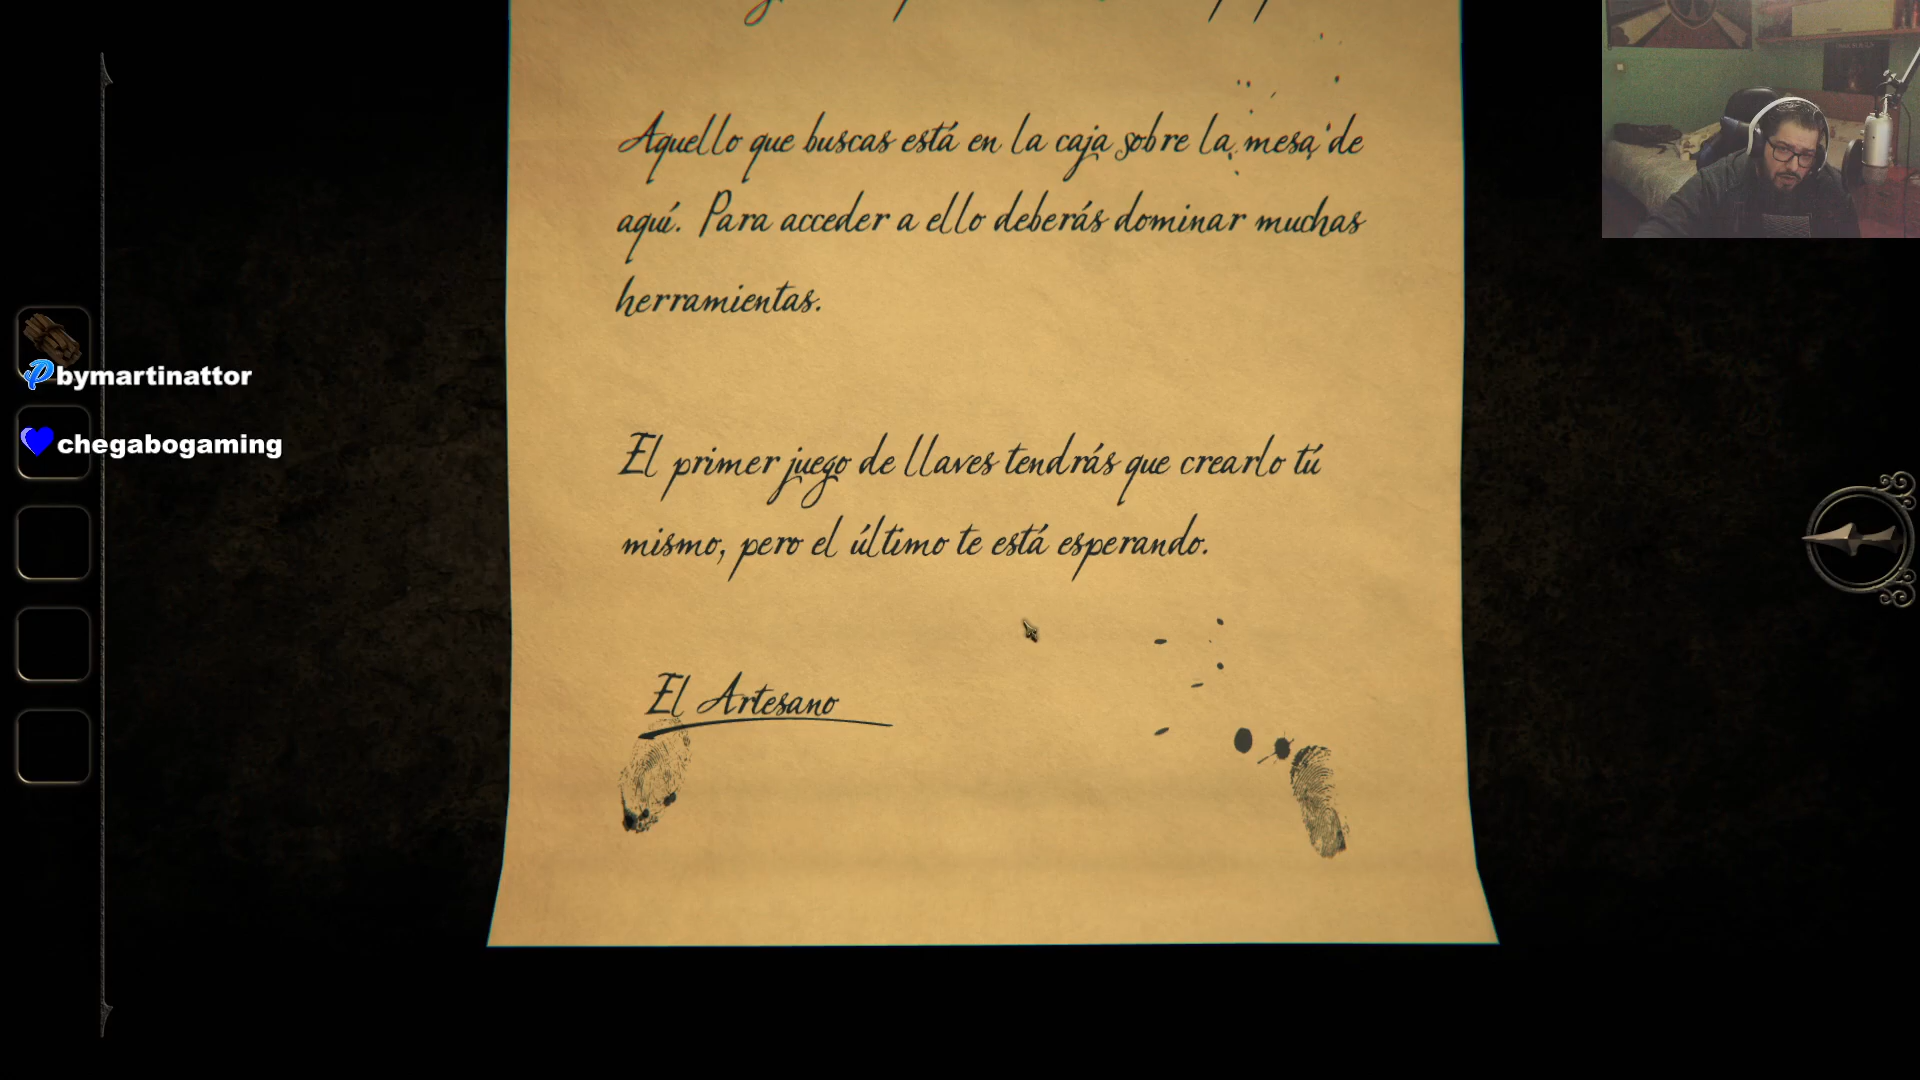 Aquello que buscas está en la caja sobre la mesa de
aquí. Para acceder a ello deberás dominar muchas
herramientas.
El primer juego de llaves tendrás que crearlo tú
mismo, pero el último te está esperando.
El Artesano
bymartinattor
chegabogaming